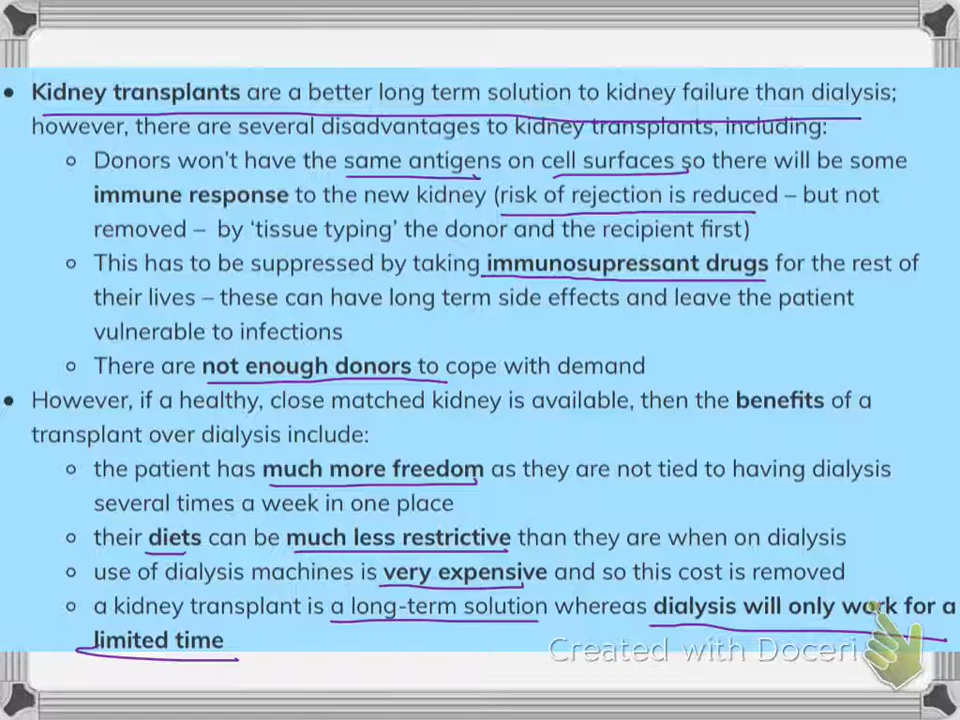 • Kidney transplants are a better long term solution to kidney failure than dialysis;
however, there are several disadvantages to kidney transplants, including:
o Donors won't have the same antigens on cell surfaces so there will be some
immune response to the new kidney (risk of rejection is reduced – but not
removed – by 'tissue typing' the donor and the recipient first)
o This has to be suppressed by taking immunosupressant drugs for the rest of
their lives – these can have long term side effects and leave the patient
vulnerable to infections
o There are not enough donors to cope with demand
• However, if a healthy, close matched kidney is available, then the benefits of a
transplant over dialysis include:
o the patient has much more freedom as they are not tied to having dialysis
several times a week in one place
o their diets can be much less restrictive than they are when on dialysis
o use of dialysis machines is very expensive and so this cost is removed
o a kidney transplant is a long-term solution whereas dialysis will only work for a
limited time
Created with Doceri